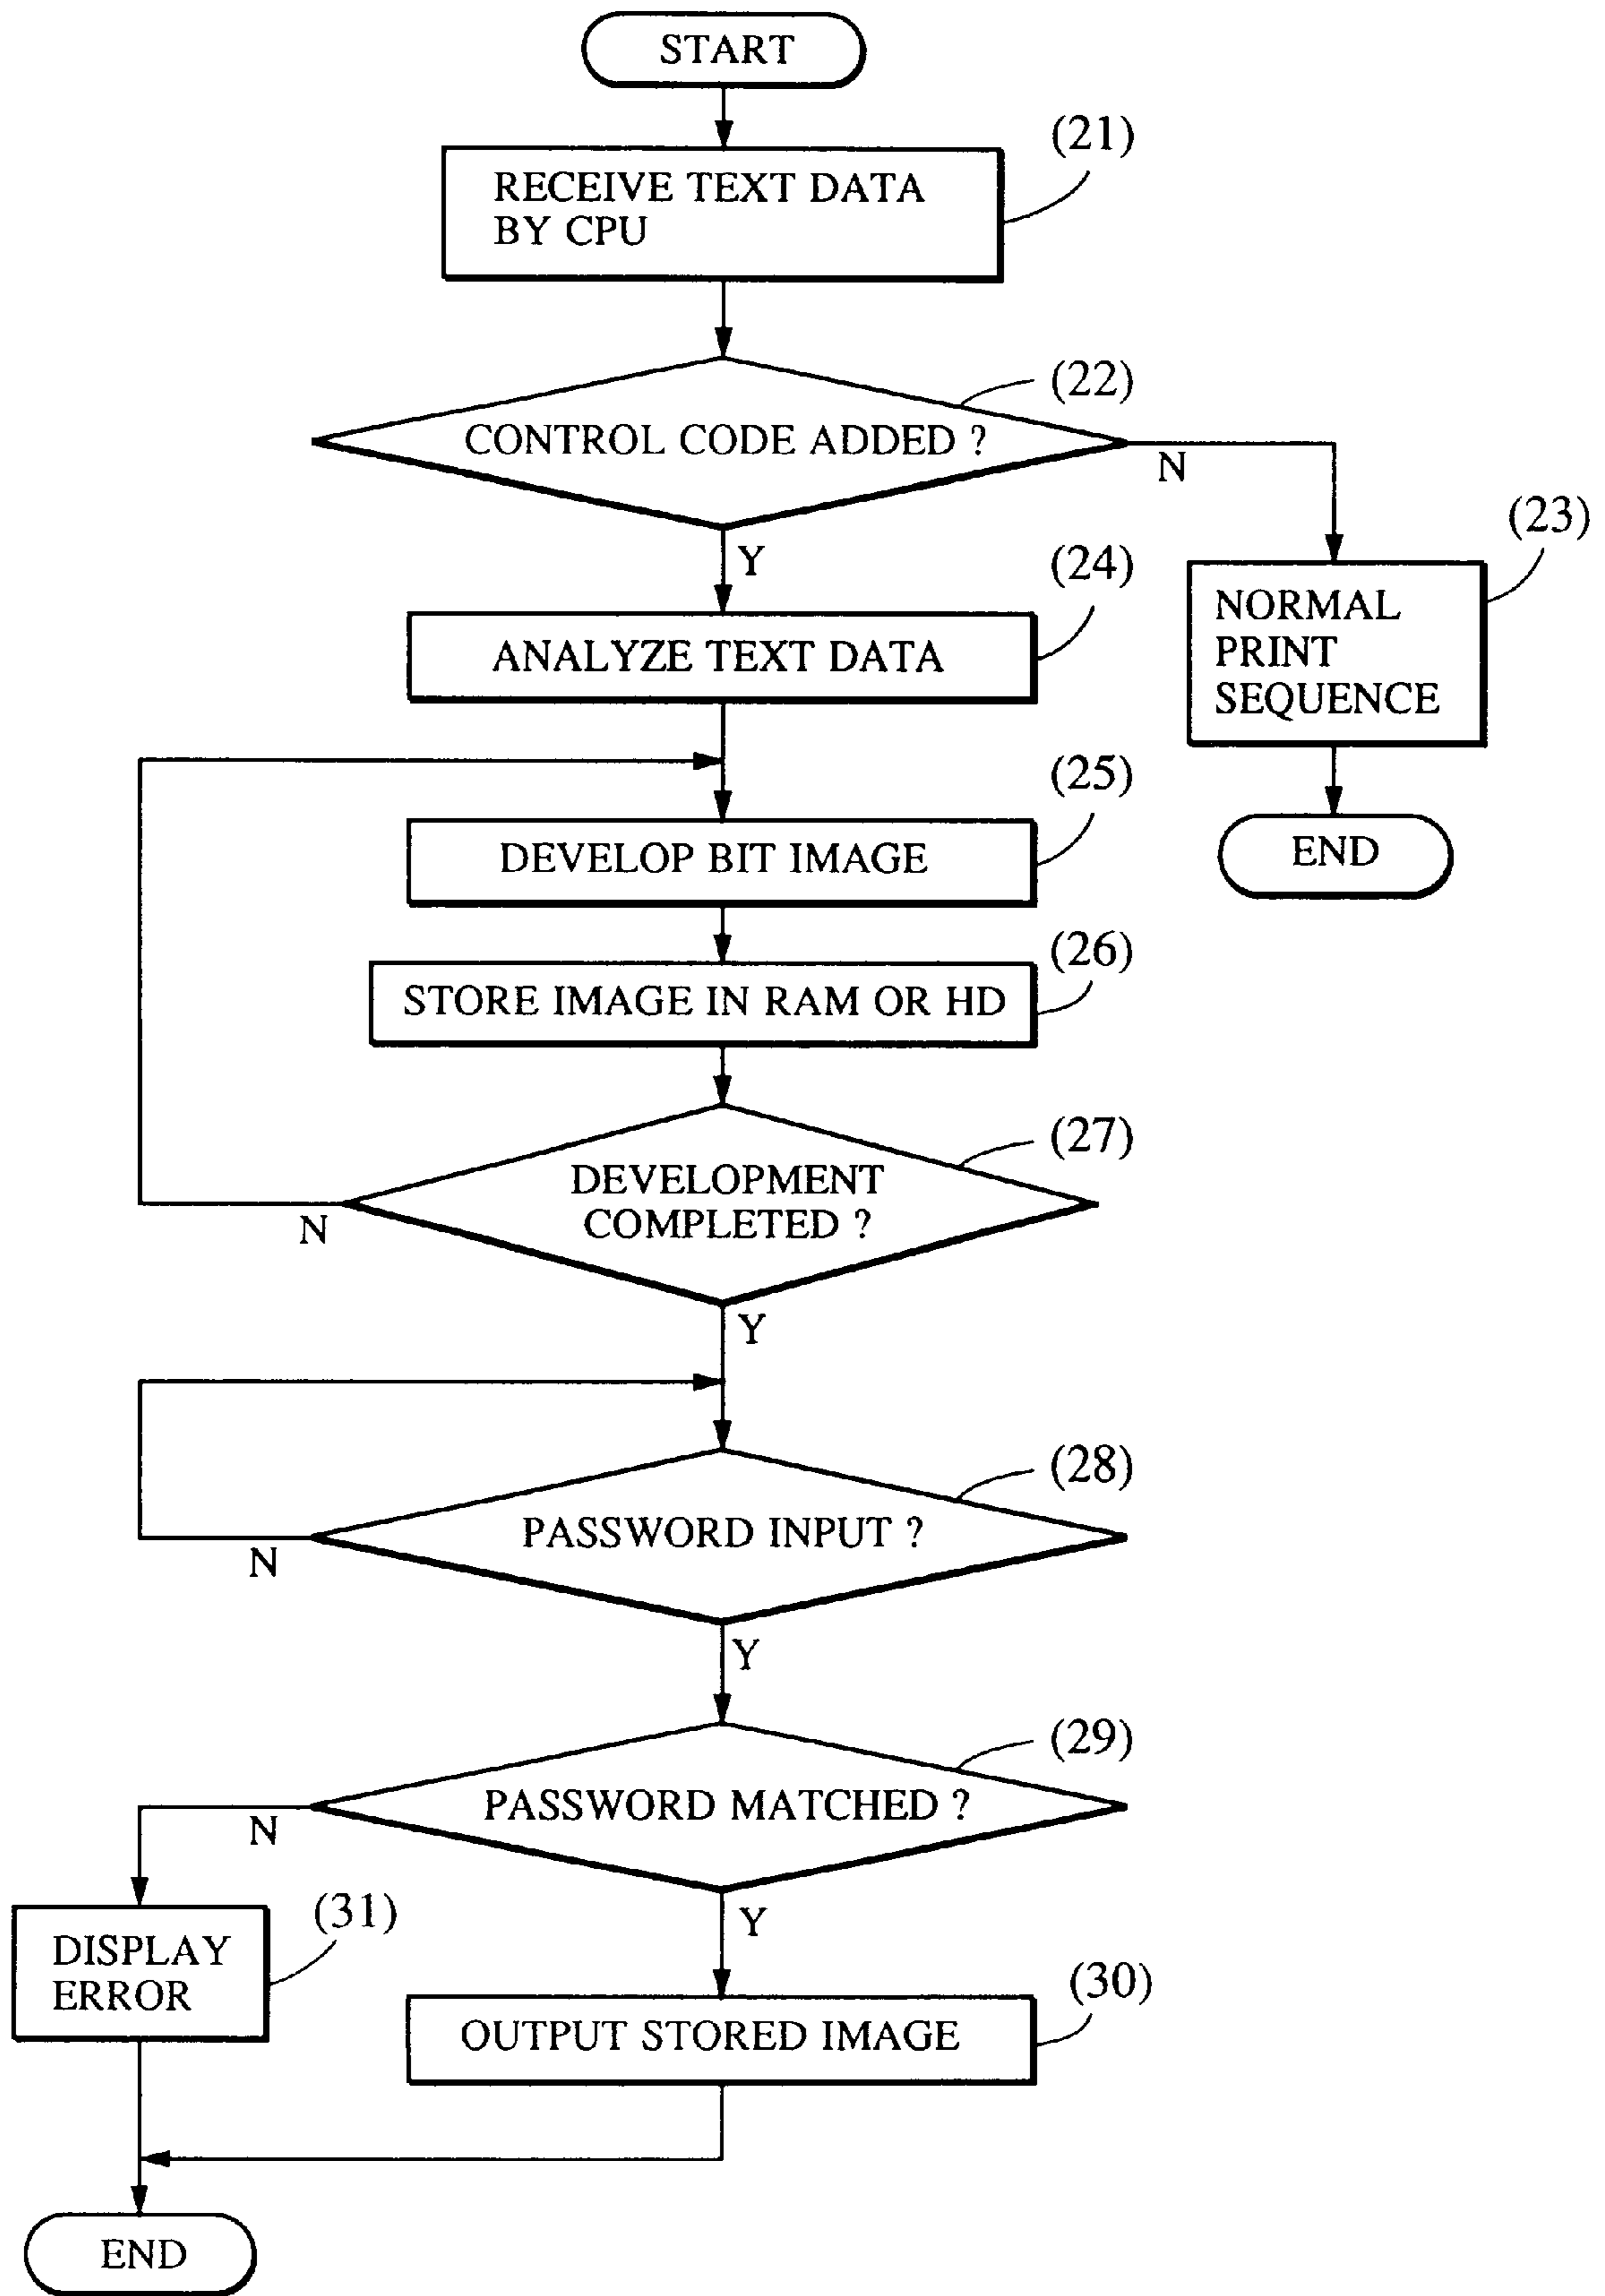 START
(21)
RECEIVE TEXT DATA
BY CPU
(22)
CONTROL CODE ADDED ?
N
Y
(23)
NORMAL
PRINT
SEQUENCE
END
(24)
ANALYZE TEXT DATA
(25)
DEVELOP BIT IMAGE
(26)
STORE IMAGE IN RAM OR HD
(27)
DEVELOPMENT
COMPLETED ?
N
Y
(28)
PASSWORD INPUT ?
N
Y
(29)
PASSWORD MATCHED ?
N
Y
(31)
DISPLAY
ERROR
(30)
OUTPUT STORED IMAGE
END